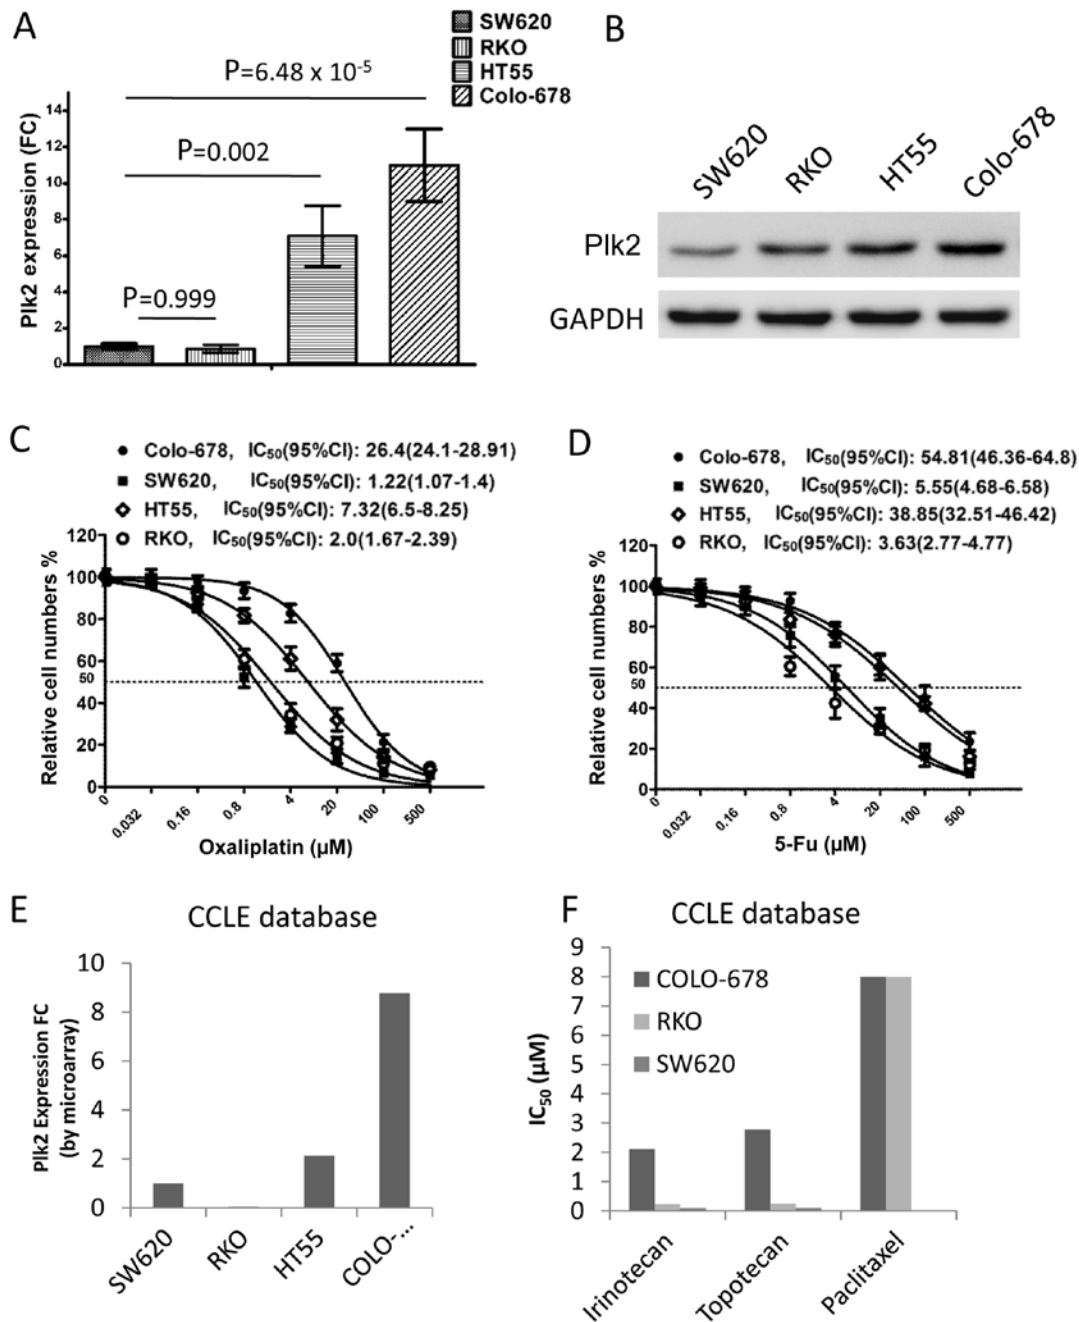 A
SW620
RKO
HT55
Colo-678
P=6.48 x 10-5
P=0.002
P=0.999
Plk2 expression (FC)
14
12
10
8
6
4
2
0
B
SW620
RKO
HT55
Colo-678
Plk2
GAPDH
C
Colo-678, IC50(95%CI): 26.4(24.1-28.91)
SW620, IC50(95%CI): 1.22(1.07-1.4)
HT55, IC50(95%CI): 7.32(6.5-8.25)
RKO, IC50(95%CI): 2.0(1.67-2.39)
Relative cell numbers %
120
100
80
60
50
40
20
0
0
0.032
0.16
0.8
4
20
100
500
Oxaliplatin (µM)
D
Colo-678, IC50(95%CI): 54.81(46.36-64.8)
SW620, IC50(95%CI): 5.55(4.68-6.58)
HT55, IC50(95%CI): 38.85(32.51-46.42)
RKO, IC50(95%CI): 3.63(2.77-4.77)
Relative cell numbers %
120
100
80
60
50
40
20
0
0
0.032
0.16
0.8
4
20
100
500
5-Fu (µM)
E
CCLE database
Plk2 Expression FC
(by microarray)
10
8
6
4
2
0
SW620
RKO
HT55
COLO-...
F
CCLE database
IC50 (µM)
9
8
7
6
5
4
3
2
1
0
COLO-678
RKO
SW620
Irinotecan
Topotecan
Paclitaxel